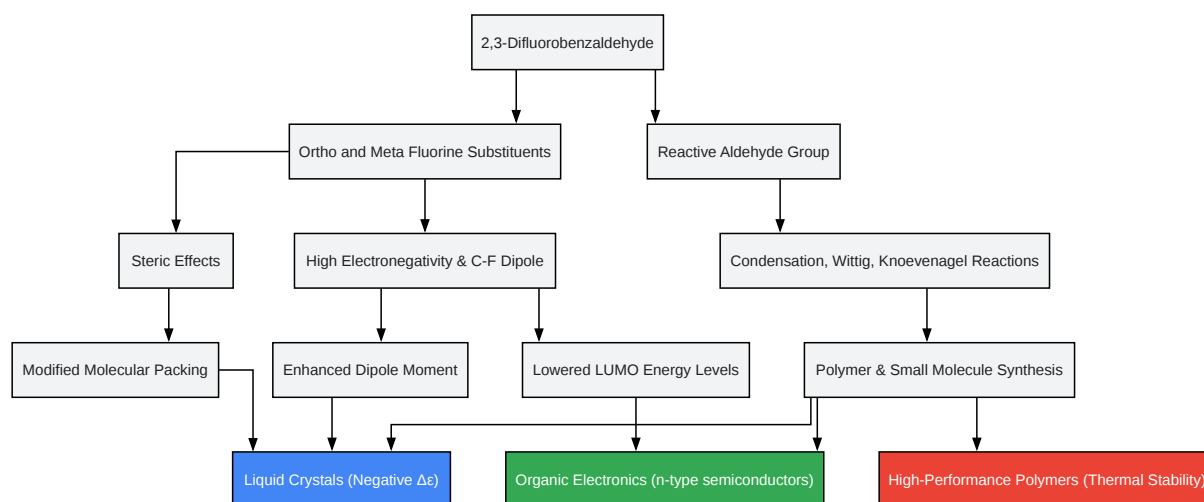 2,3-Difluorobenzaldehyde
Ortho and Meta Fluorine Substituents
Reactive Aldehyde Group
Steric Effects
High Electronegativity & C-F Dipole
Condensation, Wittig, Knoevenagel Reactions
Modified Molecular Packing
Enhanced Dipole Moment
Lowered LUMO Energy Levels
Polymer & Small Molecule Synthesis
Liquid Crystals (Negative Δε)
Organic Electronics (n-type semiconductors)
High-Performance Polymers (Thermal Stability)